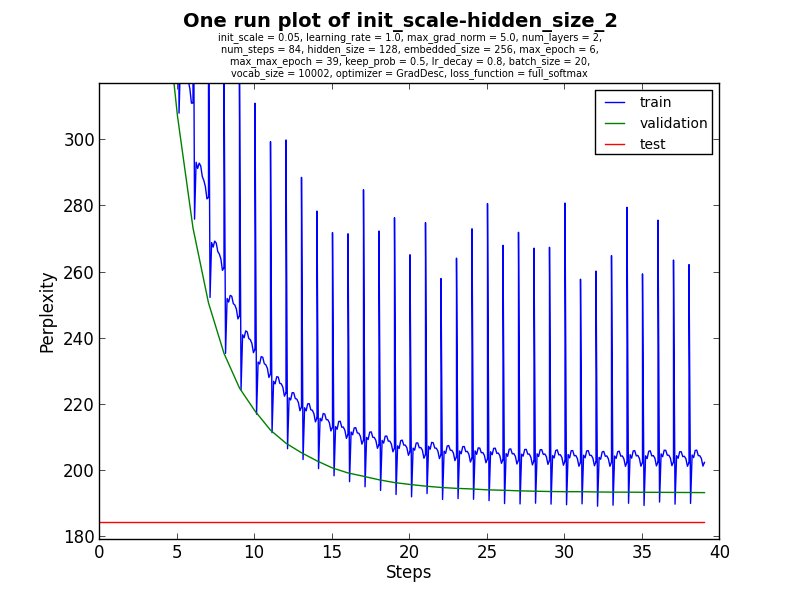 One run plot of init_scale-hidden_size_2
init_scale = 0.05, learning_rate = 1.0, max_grad_norm = 5.0, num_layers = 2,
num_steps = 84, hidden_size = 128, embedded_size = 256, max_epoch = 6,
max_max_epoch = 39, keep_prob = 0.5, lr_decay = 0.8, batch_size = 20,
vocab_size = 10002, optimizer = GradDesc, loss_function = full_softmax
train
validation
test
Perplexity
300
280
260
240
220
200
180
0 5 10 15 20 25 30 35 40
Steps